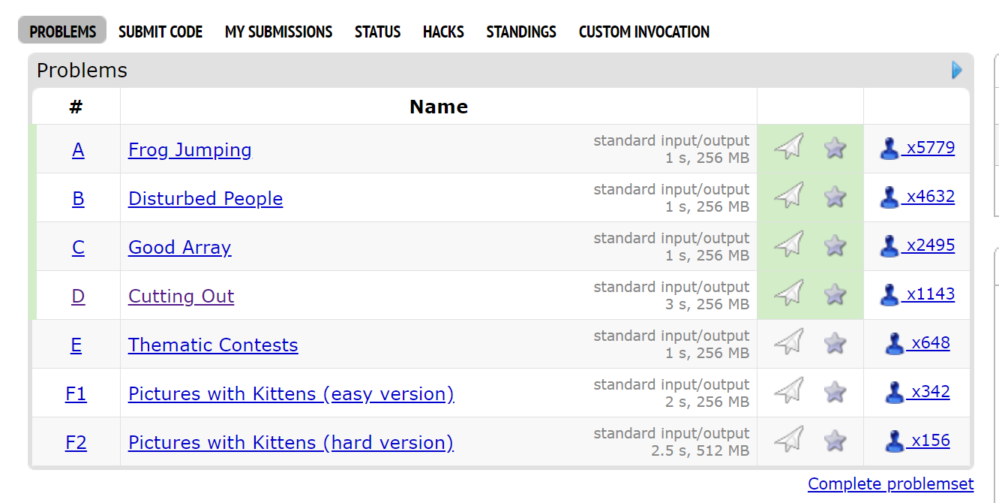 PROBLEMS SUBMIT CODE MY SUBMISSIONS STATUS HACKS STANDINGS CUSTOM INVOCATION
Problems
# Name
A Frog Jumping standard input/output x5779
1 s, 256 MB
B Disturbed People standard input/output x4632
1 s, 256 MB
C Good Array standard input/output x2495
1 s, 256 MB
D Cutting Out standard input/output x1143
3 s, 256 MB
E Thematic Contests standard input/output x648
1 s, 256 MB
F1 Pictures with Kittens (easy version) standard input/output x342
2 s, 256 MB
F2 Pictures with Kittens (hard version) standard input/output x156
2.5 s, 512 MB
Complete problemset